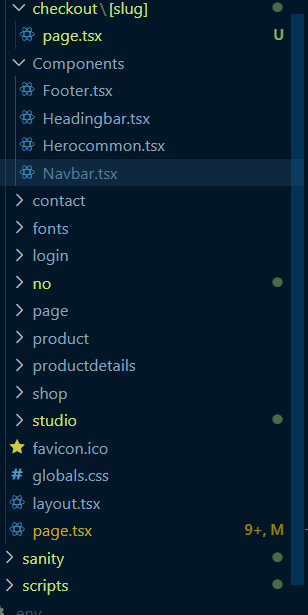 checkout\[slug]
page.tsx U
Components
Footer.tsx
Headingbar.tsx
Herocommon.tsx
Navbar.tsx
contact
fonts
login
no
page
product
productdetails
shop
studio
favicon.ico
# globals.css
layout.tsx
page.tsx 9+, M
sanity
scripts
.env